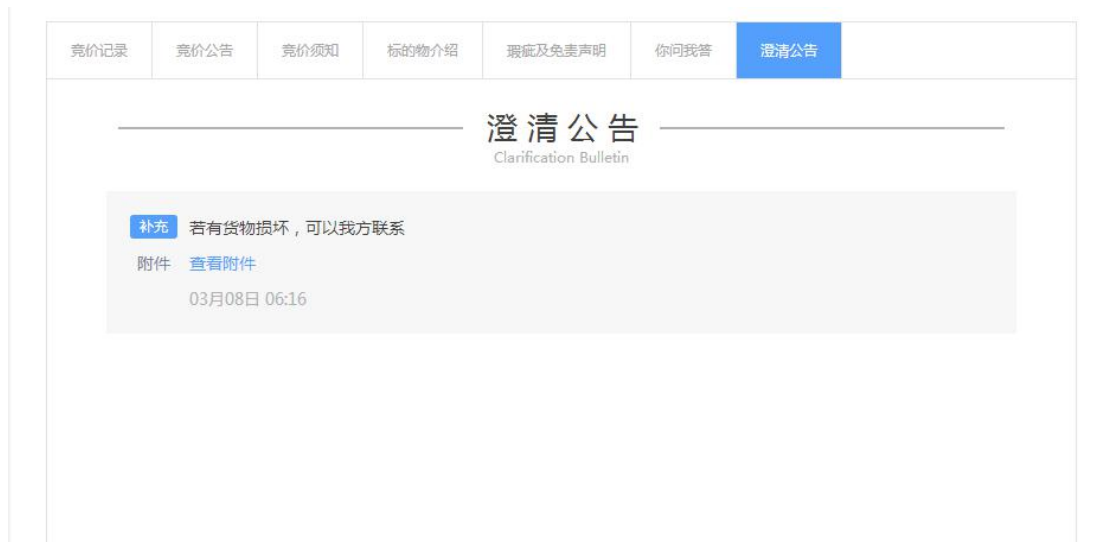 竞价记录 竞价公告 竞价须知 标的物介绍 瑕疵及免责声明 你问我答 澄清公告
澄清公告
Clarification Bulletin
补充 若有货物损坏，可以我方联系
附件 查看附件
03月08日 06:16